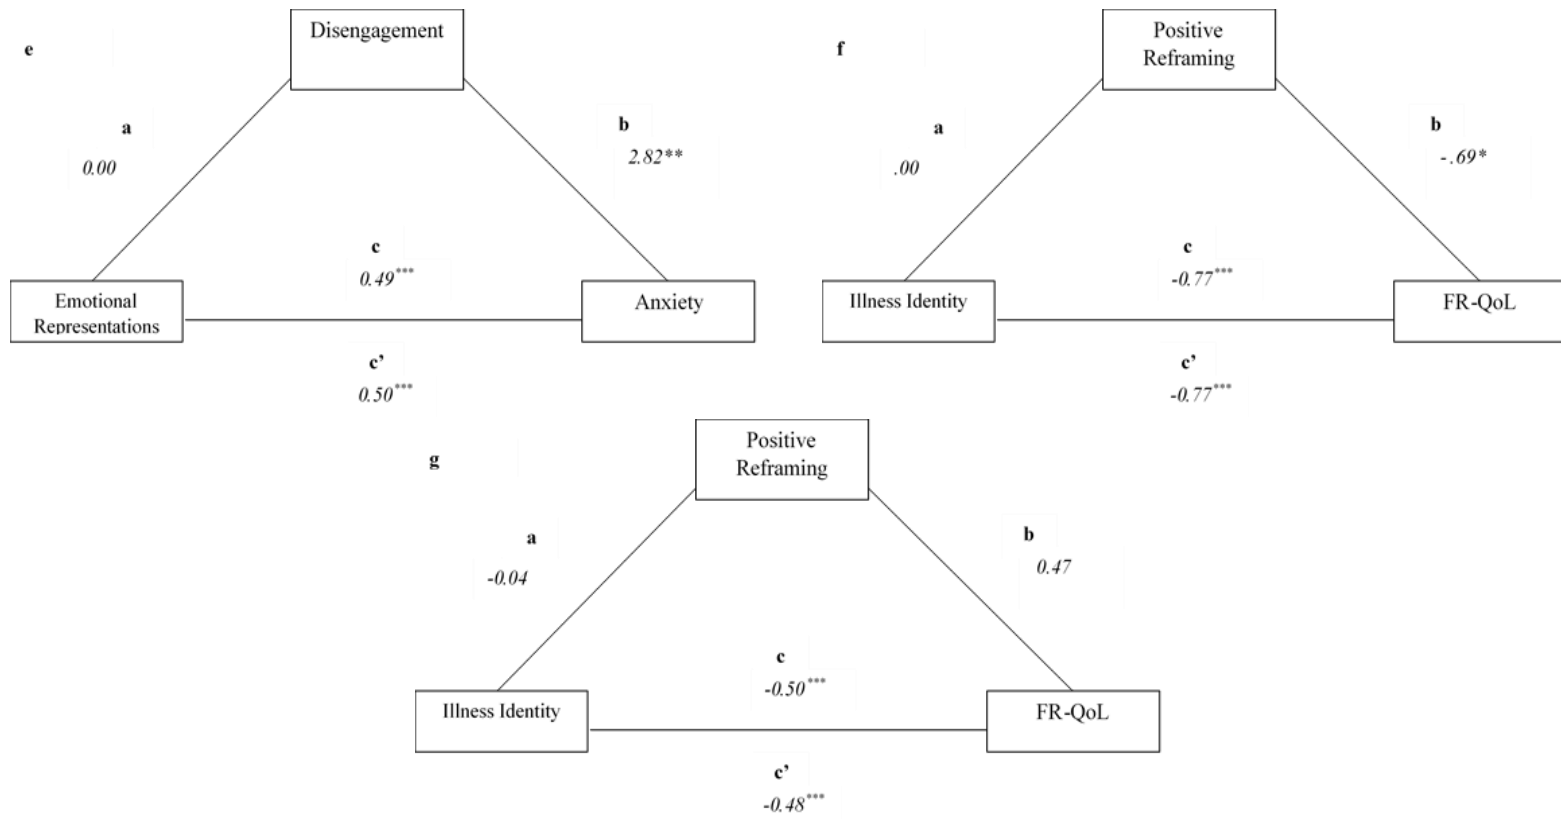 e
Disengagement
a
0.00
b
2.82**
c
0.49***
Emotional
Representations
Anxiety
c’
0.50***
f
Positive
Reframing
a
.00
b
-.69*
c
-0.77***
Illness Identity
FR-QoL
c’
-0.77***
g
Positive
Reframing
a
-0.04
b
0.47
c
-0.50***
Illness Identity
FR-QoL
c’
-0.48***